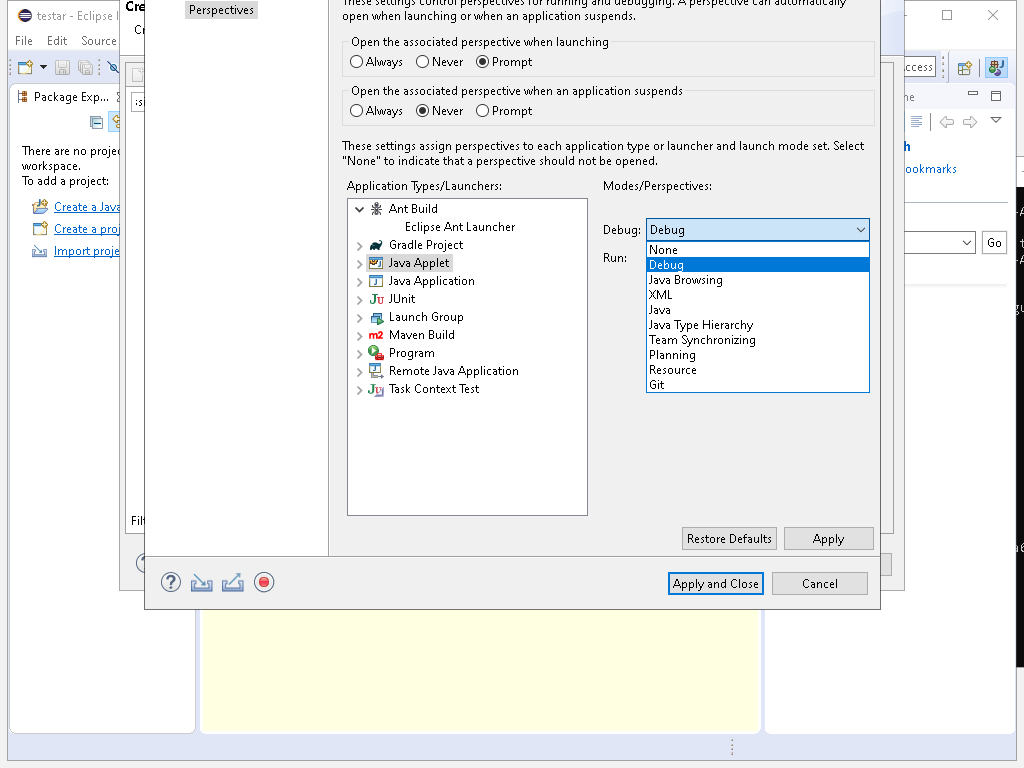 testar - Eclipse
File Edit Source
Package Exp...
There are no proje
workspace.
To add a project:
Create a Java
Create a proj
Import proje
Cre
Cr
Perspectives
These settings control perspectives for running and debugging. A perspective can automatically
open when launching or when an application suspends.
Open the associated perspective when launching
Always Never Prompt
Open the associated perspective when an application suspends
Always Never Prompt
These settings assign perspectives to each application type or launcher and launch mode set. Select
"None" to indicate that a perspective should not be opened.
Application Types/Launchers:
Modes/Perspectives:
Ant Build
Eclipse Ant Launcher
Gradle Project
Java Applet
Java Application
JUnit
Launch Group
Maven Build
Program
Remote Java Application
Task Context Test
Debug: Debug
Run:
None
Debug
Java Browsing
XML
Java
Java Type Hierarchy
Team Synchronizing
Planning
Resource
Git
Restore Defaults Apply
Apply and Close Cancel
Filt
ccess
ne
h
ookmarks
Go